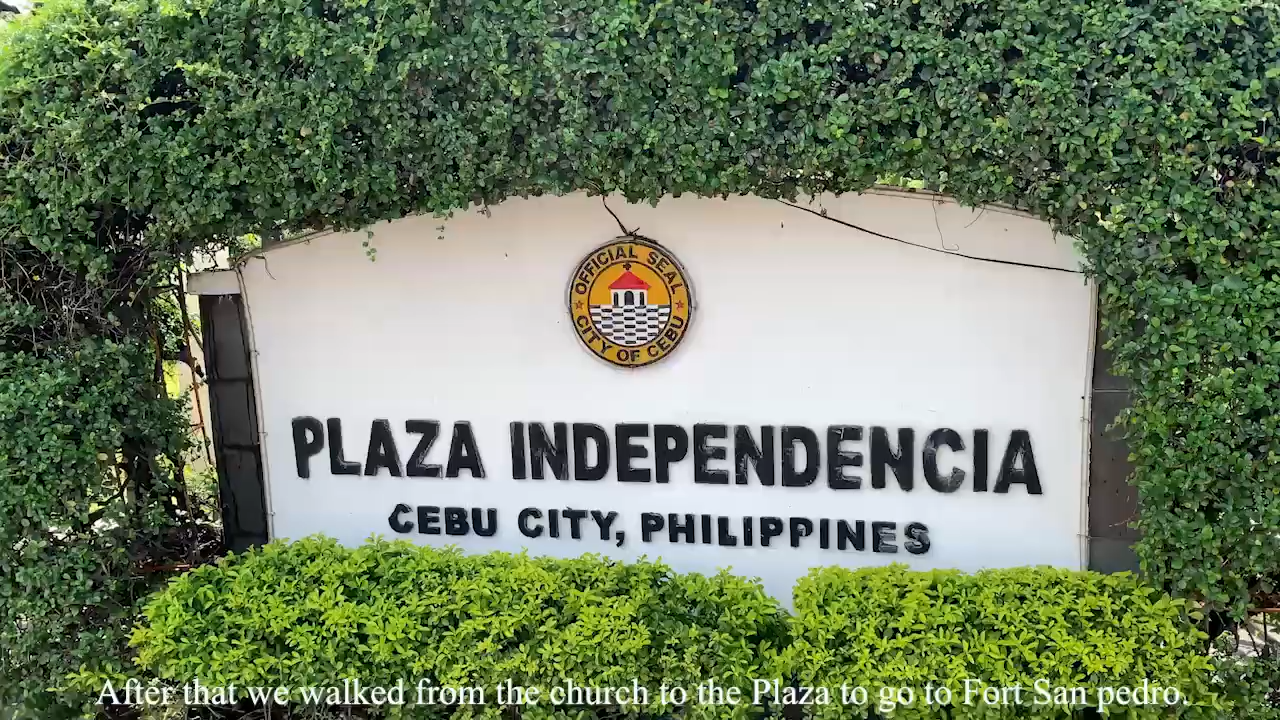 OFFICIAL SEAL
CITY OF CEBU
PLAZA INDEPENDENCIA
CEBU CITY, PHILIPPINES
After that we walked from the church to the Plaza to go to Fort San pedro.